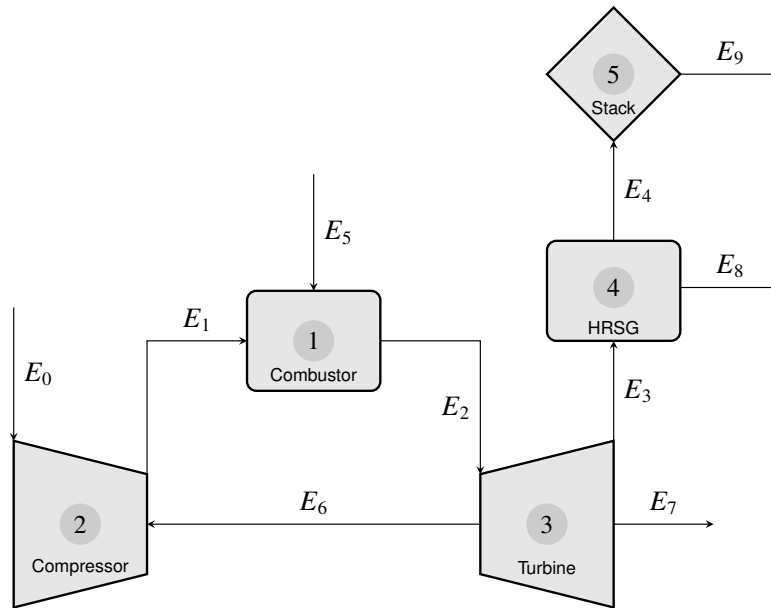 5
Stack
E9
E4
E5
4
HRSG
E8
E1
1
Combustor
E0
E2
E3
2
Compressor
E6
3
Turbine
E7